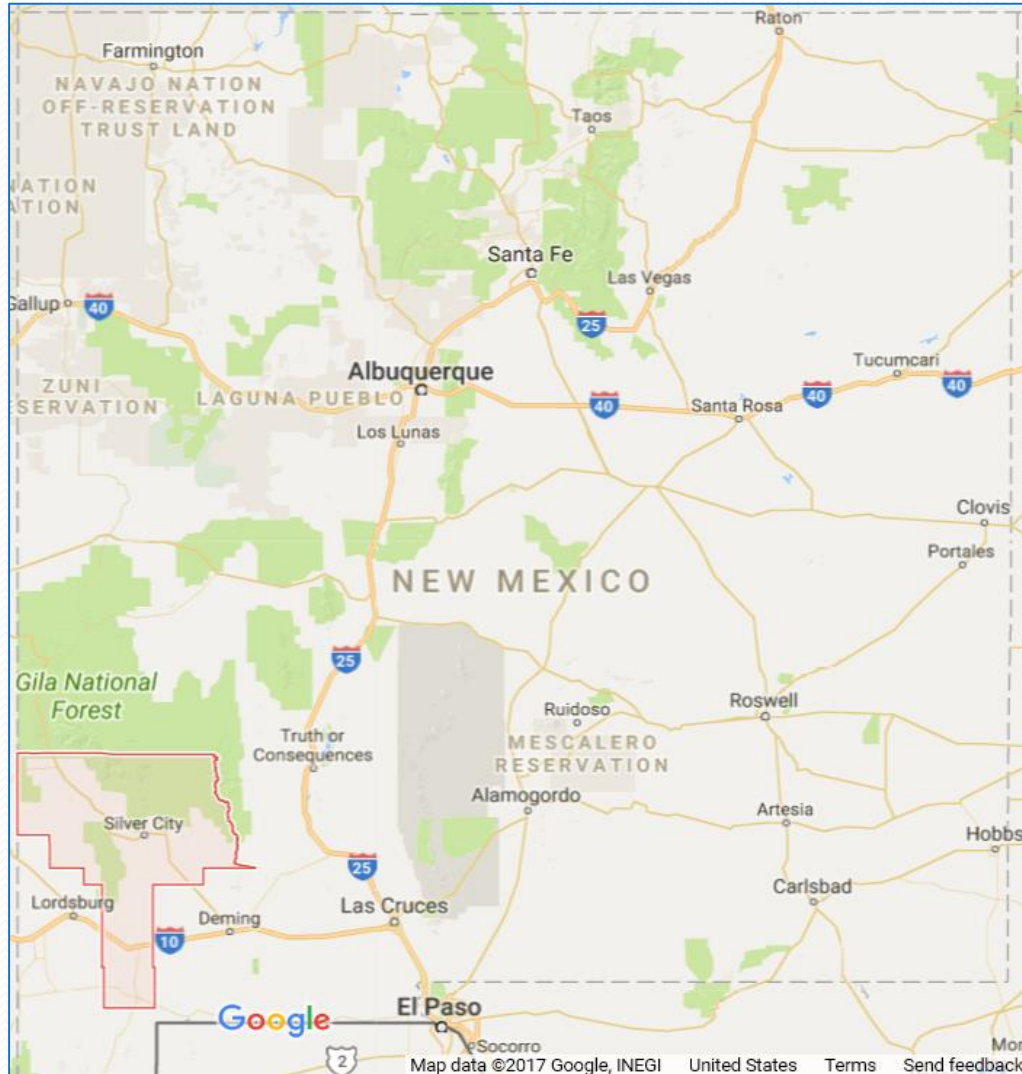 Raton
Farmington
NAVAJO NATION
OFF-RESERVATION
TRUST LAND
Taos
NATION
ATION
Santa Fe
Las Vegas
Gallup
40
25
Tucumcari
Albuquerque
40
40
40
ZUNI
ESERVATION
LAGUNA PUEBLO
Santa Rosa
Los Lunas
Clovis
Portales
NEW MEXICO
25
Gila National
Forest
Ruidoso
Roswell
Truth or
Consequences
MESCALERO
RESERVATION
Alamogordo
Artesia
Silver City
Hobbs
25
Carlsbad
Lordsburg
Las Cruces
Deming
10
El Paso
Google
Socorro
Mon
2
Map data ©2017 Google, INEGI United States Terms Send feedback